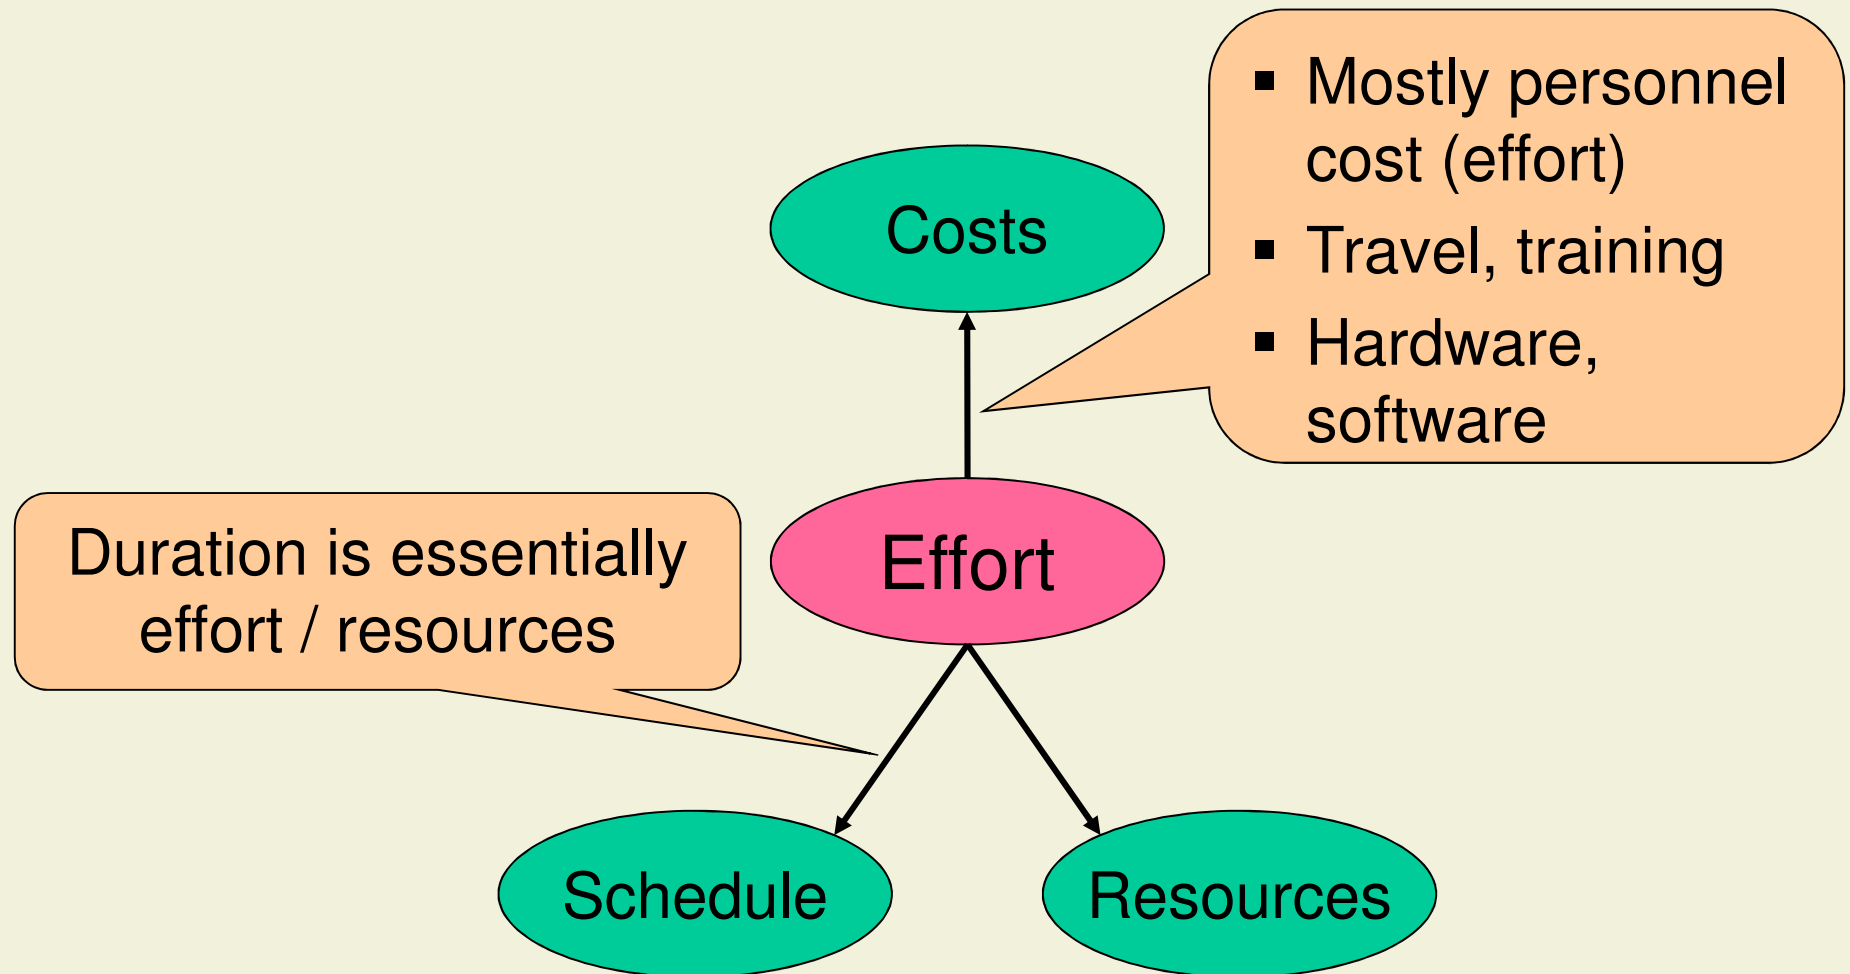 ▪ Mostly personnel
cost (effort)
▪ Travel, training
▪ Hardware,
software
Costs
Effort
Duration is essentially
effort / resources
Schedule
Resources